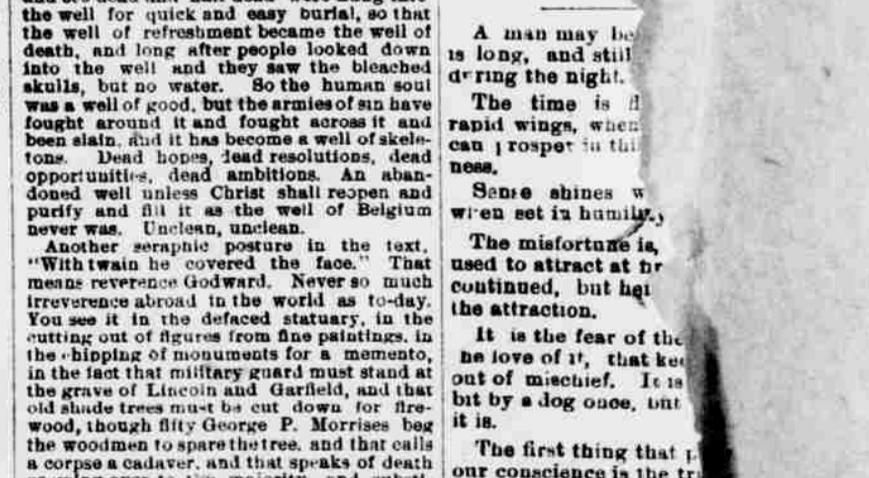 the well for quick and easy burial, so that
the well of refreshment became the well of
death, and long after people looked down
into the well and they saw the bleached
skulls, but no water. So the human soul
was a well of good, but the armies of sin have
fought around it and fought across it and
been slain, and it has become a well of skele-
tons. Dead hopes, dead resolutions, dead
opportunities, dead ambitions. An aban-
doned well unless Christ shall reopen and
purify and fill it as the well of Belgium
never was. Unclean, unclean.
Another seraphic posture in the text,
"With twain he covered the face." That
means reverence Godward. Never so much
irreverence abroad in the world as to-day.
You see it in the defaced statuary, in the
cutting out of figures from fine paintings, in
the chipping of monuments for a memento,
in the fact that military guard must stand at
the grave of Lincoln and Garfield, and that
old shade trees must be cut down for fire-
wood, though fifty George P. Morrises beg
the woodmen to spare the tree, and that calls
a corpse a cadaver, and that speaks of death
A man may be
is long, and still
dering the night.
The time is
rapid wings, when
can prosper in thi
ness.
Sense shines w
when set in humility
The misfortune is,
used to attract at
continued, but
the attraction.
It is the fear of the
he love of it, that kee
out of mischief. It is
bit by a dog once, but
it is.
The first thing that
our conscience is the tr